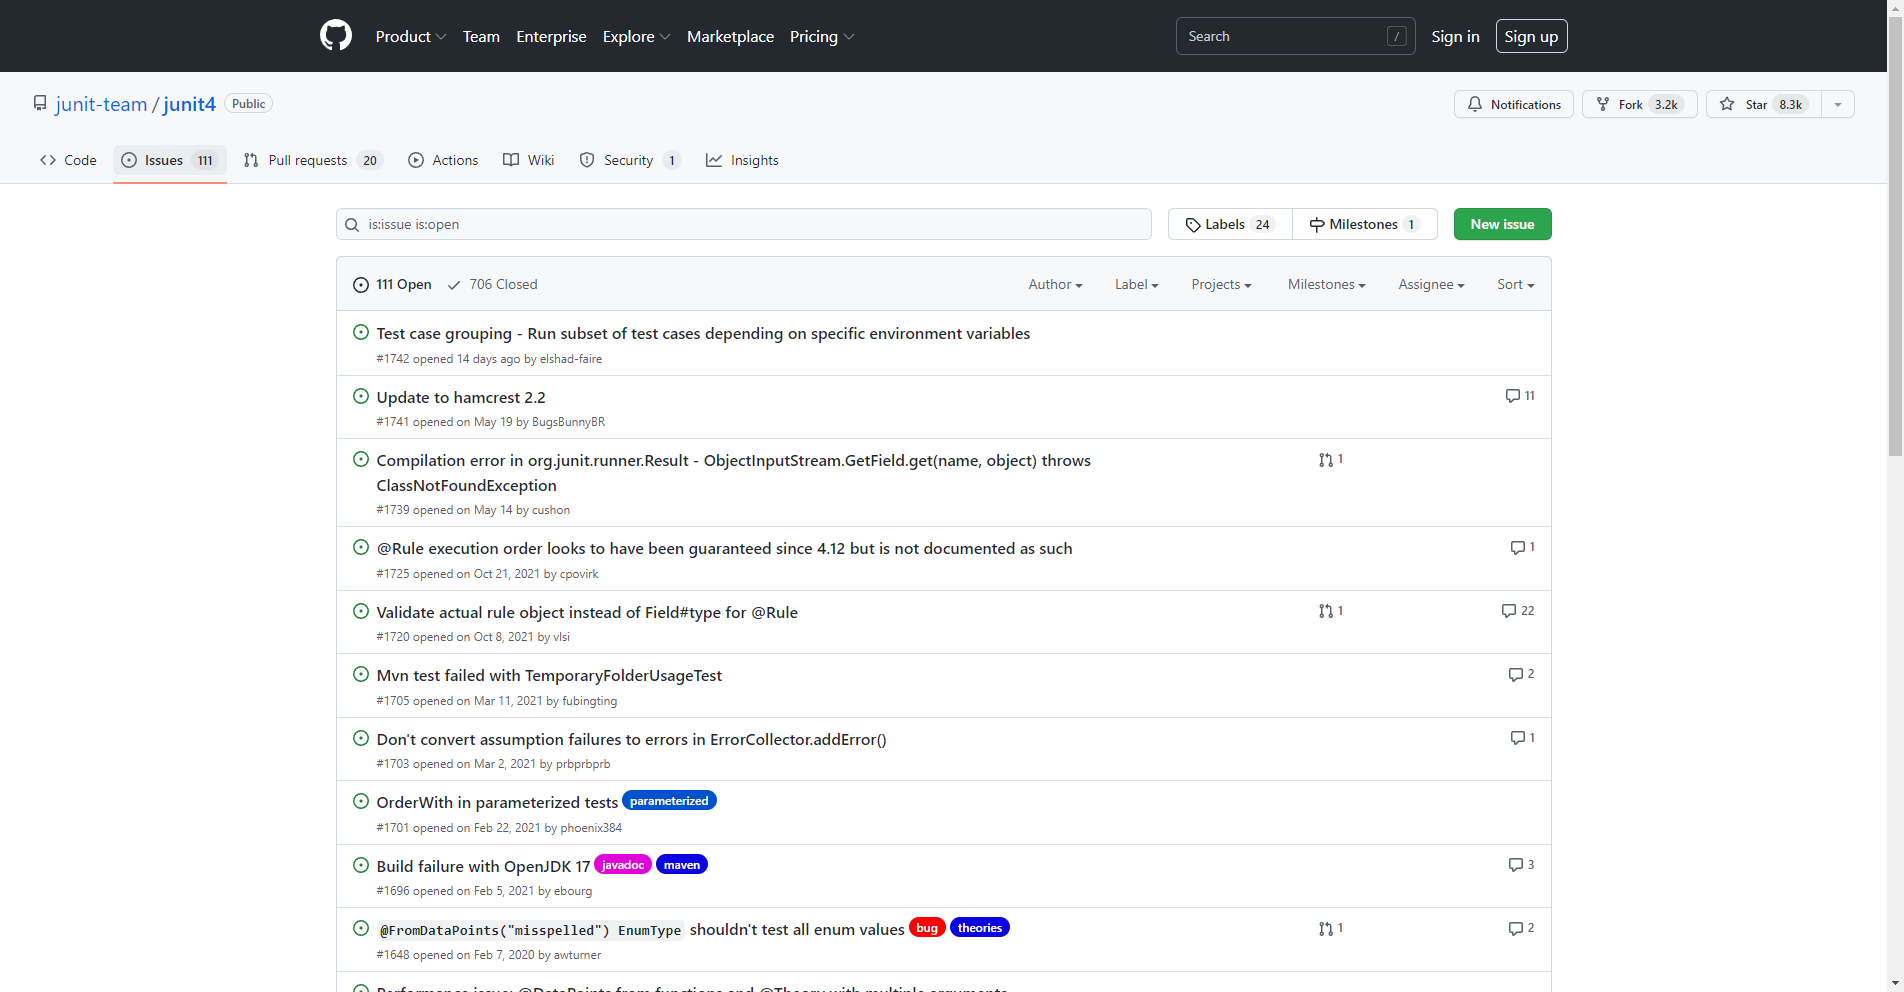 Product Team Enterprise Explore Marketplace Pricing Search / Sign in Sign up
junit-team / junit4 Public Notifications Fork 3.2k Star 8.3k
Code Issues 111 Pull requests 20 Actions Wiki Security 1 Insights
is:issue is:open Labels 24 Milestones 1 New issue
111 Open 706 Closed Author Label Projects Milestones Assignee Sort
Test case grouping - Run subset of test cases depending on specific environment variables
#1742 opened 14 days ago by elshad-faire
Update to hamcrest 2.2 11
#1741 opened on May 19 by BugsBunnyBR
Compilation error in org.junit.runner.Result - ObjectInputStream.GetField.get(name, object) throws 1
ClassNotFoundException
#1739 opened on May 14 by cushon
@Rule execution order looks to have been guaranteed since 4.12 but is not documented as such 1
#1725 opened on Oct 21, 2021 by cpovirk
Validate actual rule object instead of Field#type for @Rule 1 22
#1720 opened on Oct 8, 2021 by vlsi
Mvn test failed with TemporaryFolderUsageTest 2
#1705 opened on Mar 11, 2021 by fubingting
Don't convert assumption failures to errors in ErrorCollector.addError() 1
#1703 opened on Mar 2, 2021 by prbprbprb
OrderWith in parameterized tests parameterized
#1701 opened on Feb 22, 2021 by phoenix384
Build failure with OpenJDK 17 javadoc maven 3
#1696 opened on Feb 5, 2021 by ebourg
@FromDataPoints("misspelled") EnumType shouldn't test all enum values bug theories 1 2
#1648 opened on Feb 7, 2020 by awturner
Performance issue: @DataPoints from functions and @Theory with multiple arguments